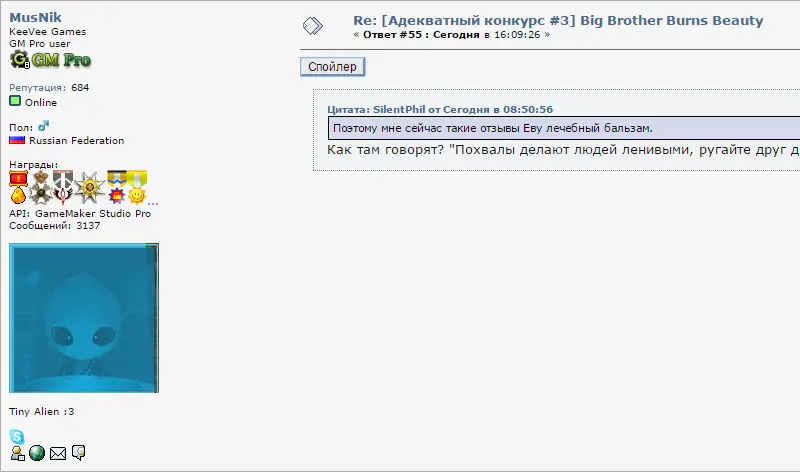 MusNik
KeeVee Games
GM Pro user
GM Pro
Репутация: 684
Online
Пол:
Russian Federation
Награды:
...
API: GameMaker Studio Pro
Сообщений: 3137
Tiny Alien :3
Re: [Адекватный конкурс #3] Big Brother Burns Beauty
« Ответ #55 : Сегодня в 16:09:26 »
Спойлер
Цитата: SilentPhil от Сегодня в 08:50:56
Поэтому мне сейчас такие отзывы Еву лечебный бальзам.
Как там говорят? "Похвалы делают людей ленивыми, ругайте друг д